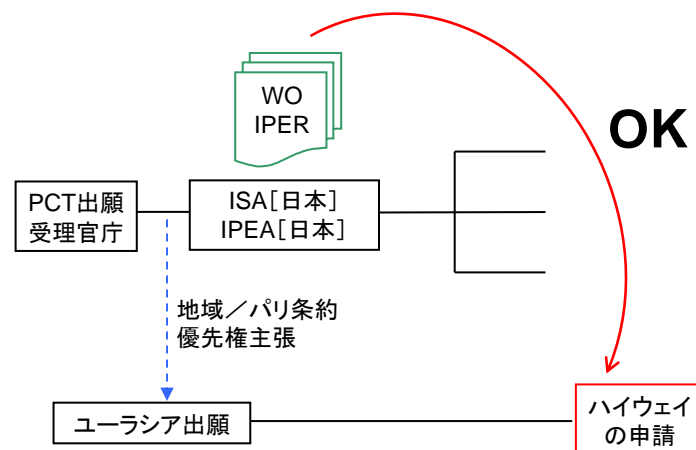 WO
IPER
OK
PCT出願
受理官庁
ISA[日本]
IPEA[日本]
地域／パリ条約
優先権主張
ユーラシア出願
ハイウェイ
の申請